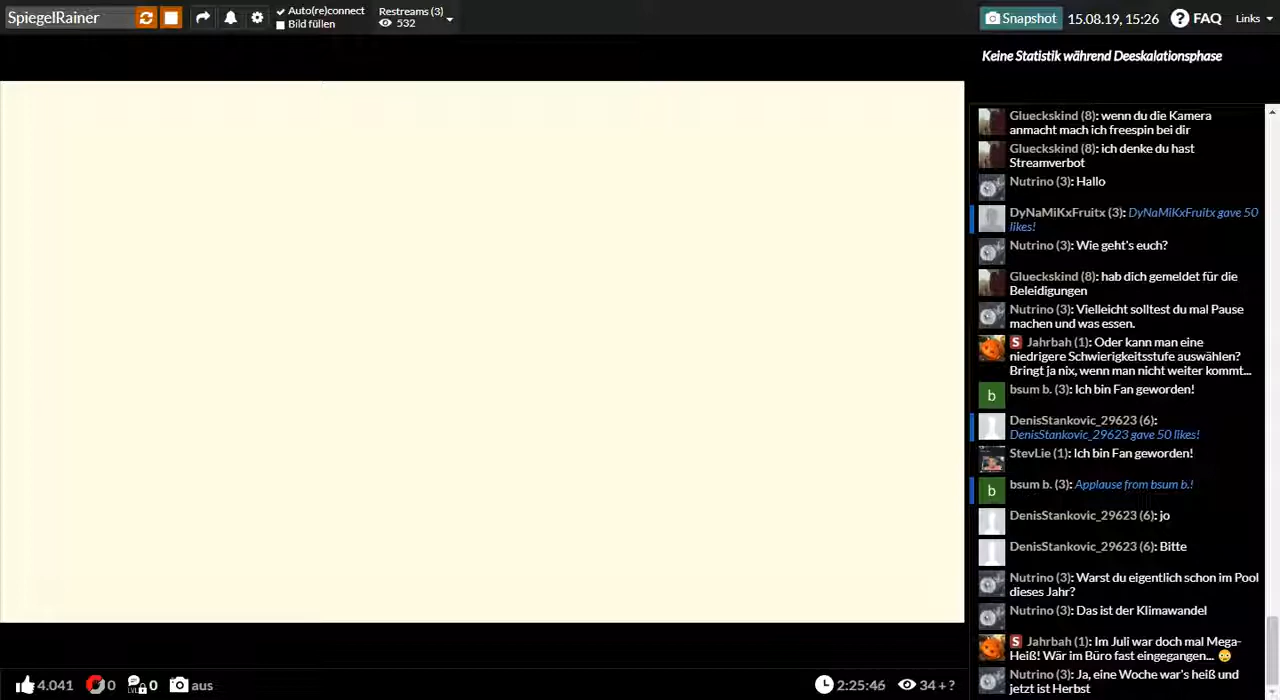 SpiegelRainer
Auto(re)connect
Bild füllen
Restreams (3)
532
Snapshot
15.08.19, 15:26
FAQ
Links
Keine Statistik während Deeskalationsphase
Glueckskind (8): wenn du die Kamera
anmacht mach ich freespin bei dir
Glueckskind (8): ich denke du hast
Streamverbot
Nutrino (3): Hallo
DyNaMiKxFruitx (3): DyNaMiKxFruitx gave 50
likes!
Nutrino (3): Wie geht's euch?
Glueckskind (8): hab dich gemeldet für die
Beleidigungen
Nutrino (3): Vielleicht solltest du mal Pause
machen und was essen.
S Jahrbah (1): Oder kann man eine
niedrigere Schwierigkeitsstufe auswählen?
Bringt ja nix, wenn man nicht weiter kommt...
b bsum b. (3): Ich bin Fan geworden!
DenisStankovic_29623 (6):
DenisStankovic_29623 gave 50 likes!
StevLie (1): Ich bin Fan geworden!
b bsum b. (3): Applause from bsum b.!
DenisStankovic_29623 (6): jo
DenisStankovic_29623 (6): Bitte
Nutrino (3): Warst du eigentlich schon im Pool
dieses Jahr?
Nutrino (3): Das ist der Klimawandel
S Jahrbah (1): Im Juli war doch mal Mega-
Heiß! Wär im Büro fast eingegangen... 😳
Nutrino (3): Ja, eine Woche war's heiß und
jetzt ist Herbst
4.041
0
LVL
0
aus
2:25:46
34 + ?